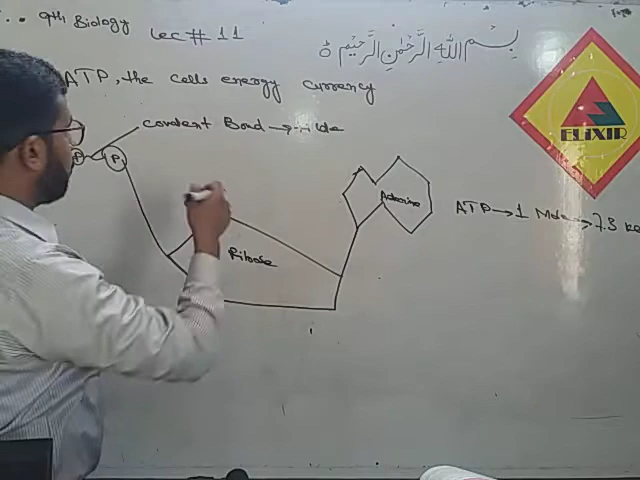 9th Biology Lec # 11
بِسْمِ اللهِ الرَّحْمٰنِ الرَّحِيْمِ
ATP, the cells energy currency
ELIXIR
covalent Bond →
P
Adenine
ATP → 1 Mole → 7.3
Ribose